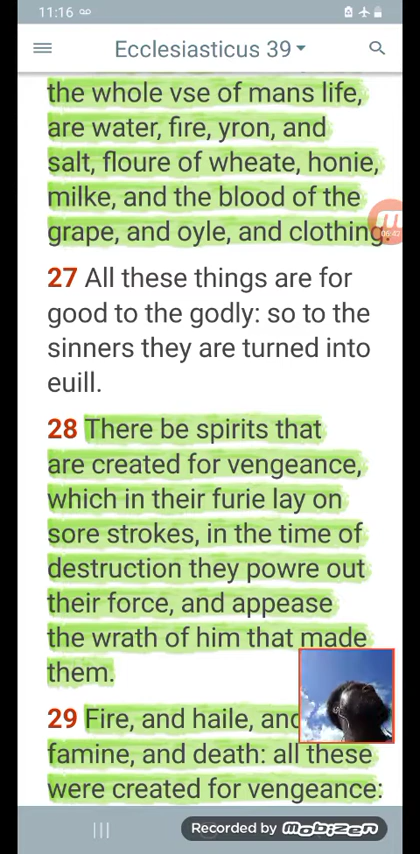 11:16
Ecclesiasticus 39
the whole vse of mans life,
are water, fire, yron, and
salt, floure of wheate, honie,
milke, and the blood of the
grape, and oyle, and clothing.
06:42
27 All these things are for
good to the godly: so to the
sinners they are turned into
euill.
28 There be spirits that
are created for vengeance,
which in their furie lay on
sore strokes, in the time of
destruction they powre out
their force, and appease
the wrath of him that made
them.
29 Fire, and haile, and
famine, and death: all these
were created for vengeance:
Recorded by mobizen